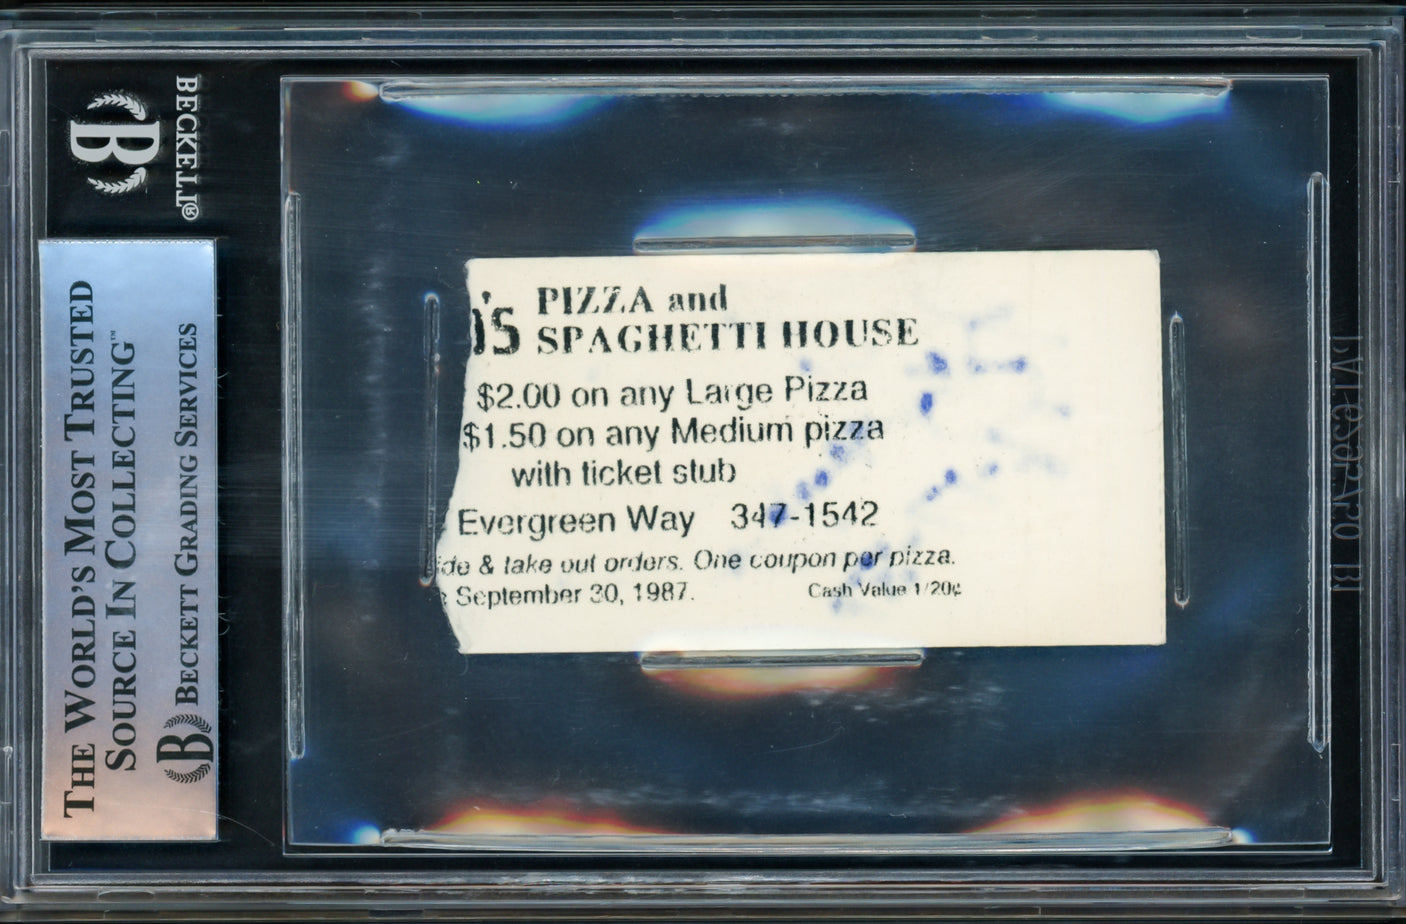 BECKETT®
B
THE WORLD'S MOST TRUSTED
SOURCE IN COLLECTING™
B BECKETT GRADING SERVICES
'S PIZZA and
SPAGHETTI HOUSE
$2.00 on any Large Pizza
$1.50 on any Medium pizza
with ticket stub
Evergreen Way 347-1542
& take out orders. One coupon per pizza.
September 30, 1987.
Cash Value 1/20¢